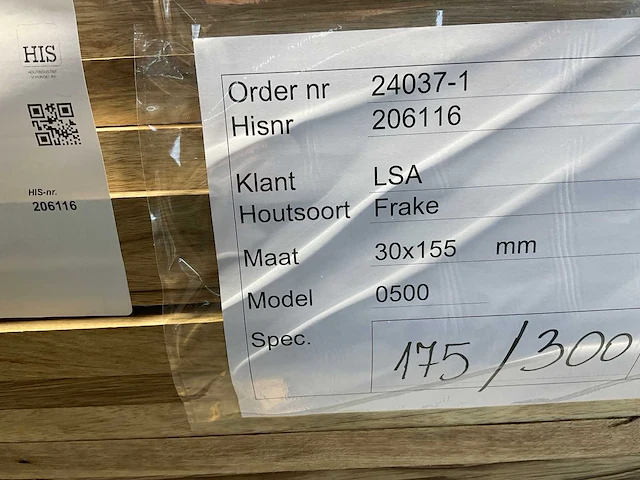 HIS
HIS-nr.
206116
Order nr 24037-1
Hisnr 206116
Klant LSA
Houtsoort Frake
Maat 30x155 mm
Model 0500
Spec. 175/300